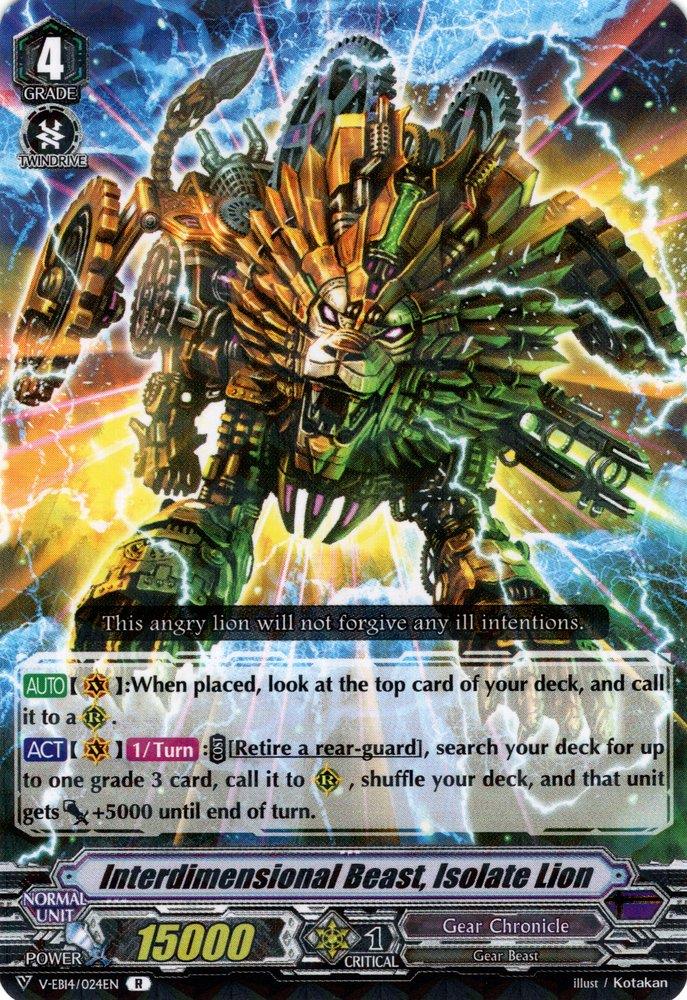 4
GRADE
TWINDRIVE
This angry lion will not forgive any ill intentions.
AUTO【 V 】:When placed, look at the top card of your deck, and call
it to a R .
ACT【 V 】1/Turn :COST[Retire a rear-guard], search your deck for up
to one grade 3 card, call it to R , shuffle your deck, and that unit
gets +5000 until end of turn.
Interdimensional Beast, Isolate Lion
NORMAL
UNIT
POWER
15000
1
CRITICAL
Gear Chronicle
Gear Beast
V-EB14/024EN R
illust / Kotakan